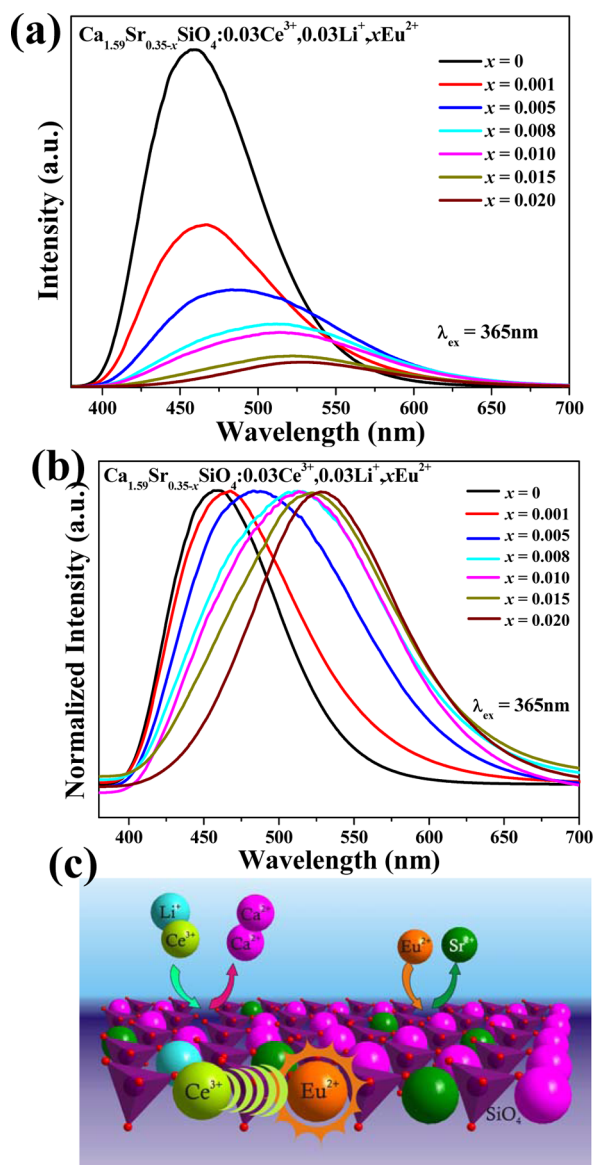 (a)
Ca1.59Sr0.35-xSiO4:0.03Ce3+,0.03Li+,xEu2+
x = 0
x = 0.001
x = 0.005
x = 0.008
x = 0.010
x = 0.015
x = 0.020
λex = 365nm
Intensity (a.u.)
400 450 500 550 600 650 700
Wavelength (nm)
(b)
Ca1.59Sr0.35-xSiO4:0.03Ce3+,0.03Li+,xEu2+
x = 0
x = 0.001
x = 0.005
x = 0.008
x = 0.010
x = 0.015
x = 0.020
λex = 365nm
Normalized Intensity (a.u.)
400 450 500 550 600 650 700
Wavelength (nm)
(c)
Li+
Ce3+
Ca2+
Ca2+
Eu2+
Sr2+
Ce3+
Eu2+
SiO4